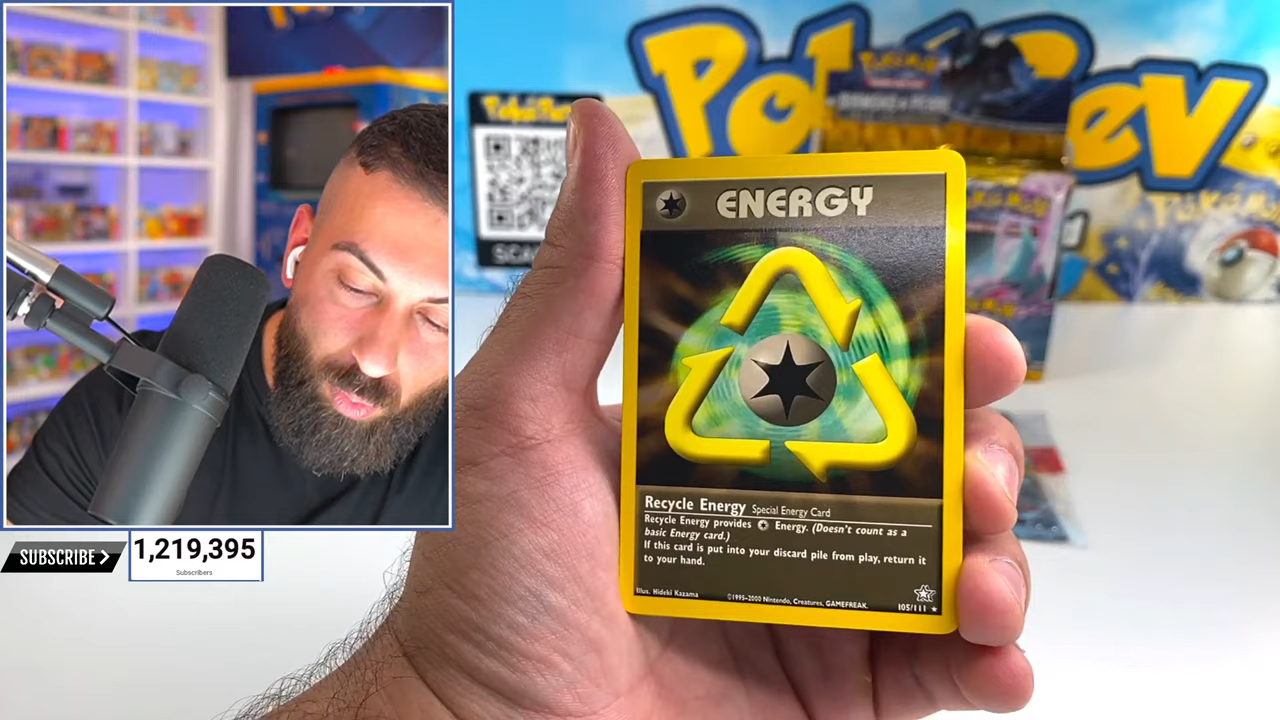 PokéRev
Pokémon
SCAN
SUBSCRIBE >
1,219,395
Subscribers
ENERGY
Recycle Energy Special Energy Card
Recycle Energy provides Energy. (Doesn't count as a
basic Energy card.)
If this card is put into your discard pile from play, return it
to your hand.
Illus. Hideki Kazama
©1995-2000 Nintendo, Creatures, GAMEFREAK.
105/111